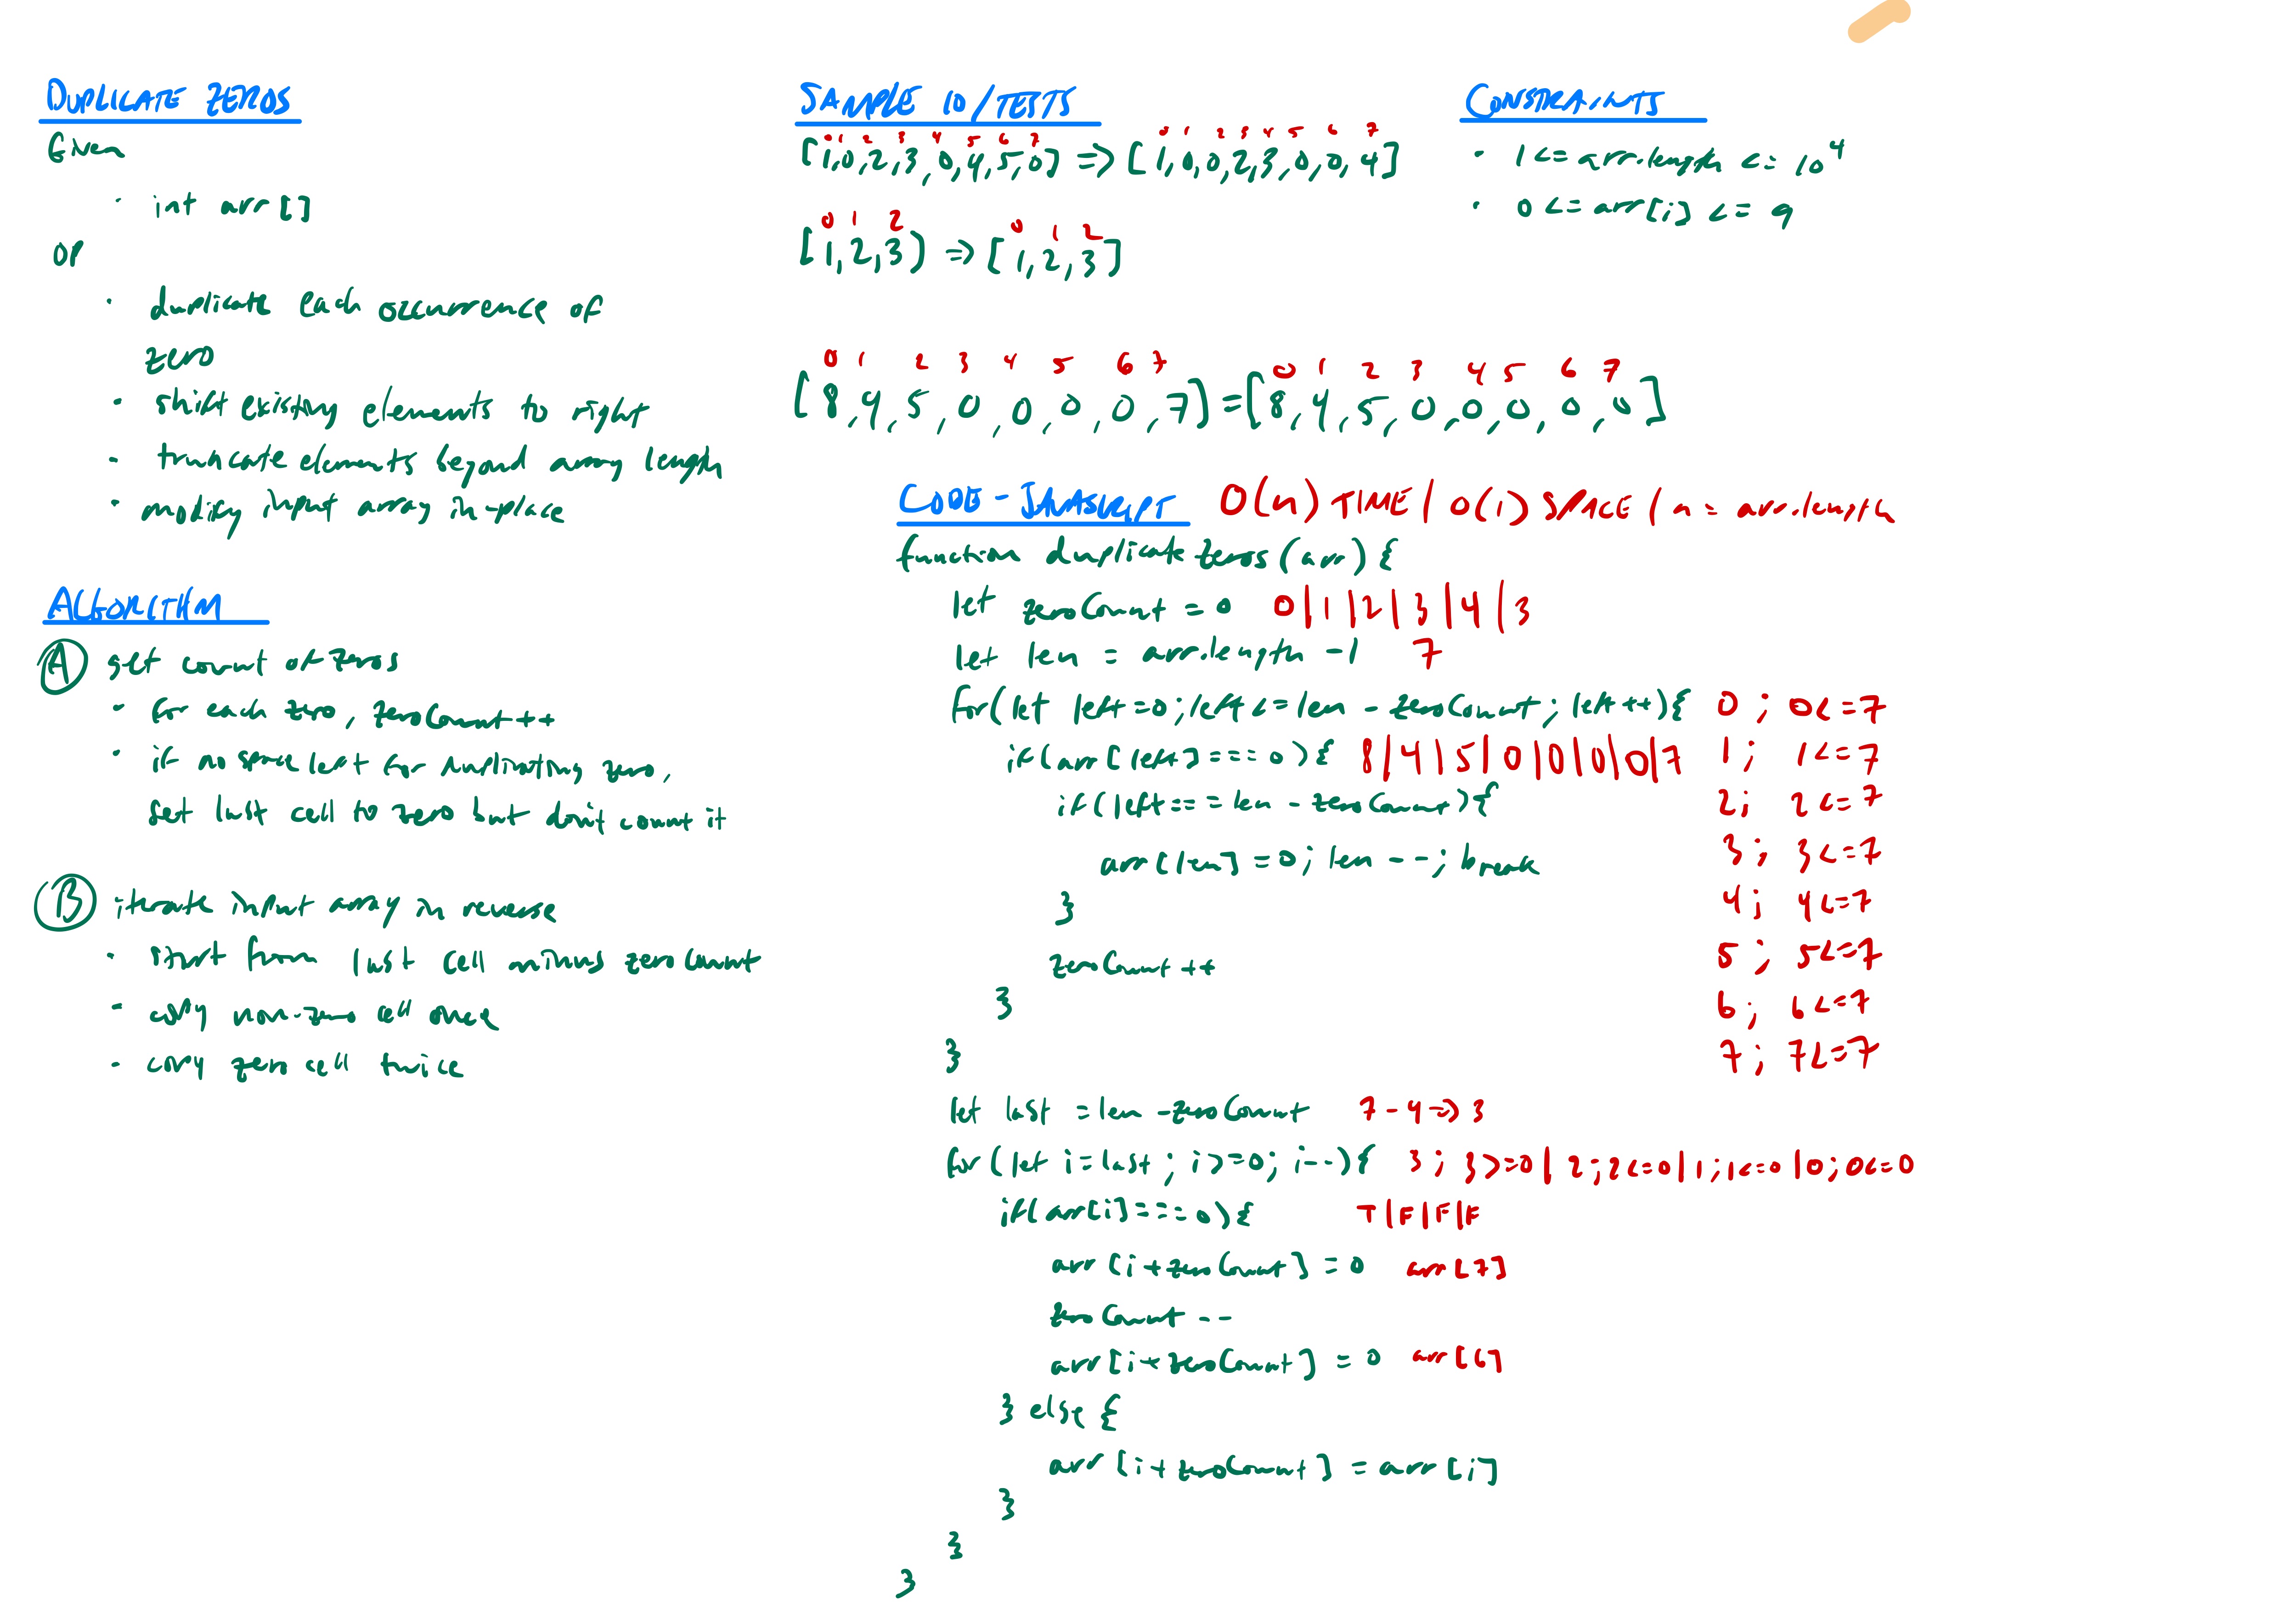 DUPLICATE ZEROS
Given
· int arr[]
OP
· duplicate each occurrence of
zero
· shift existing elements to right
- truncate elements beyond array length
· modify input array in-place
ALGORITHM
A get count of zeros
· for each zero, zeroCount++
· if no space left for duplicating zero,
set last cell to zero but don't count it
B iterate input array in reverse
· start from last cell minus zeroCount
- copy non-zero cell once
- copy zero cell twice
SAMPLE IO/TESTS
0 1 2 3 4 5 6 7 0 1 2 3 4 5 6 7
[1,0,2,3,0,4,5,0] => [1,0,0,2,3,0,0,4]
0 1 2 0 1 2
[1,2,3) => [1,2,3]
0 1 2 3 4 5 6 7 0 1 2 3 4 5 6 7
[8,4,5,0,0,0,0,7] = [8,4,5,0,0,0,0,0]
CONSTRAINTS
· 1 <= arr.length <= 10^4
· 0 <= arr[i] <= 9
CODE - JAVASCRIPT O(n) TIME / O(1) SPACE / n = arr.length
function duplicateZeros(arr) {
let zeroCount = 0 0|1|2|3|4|3
let len = arr.length -1 7
for(let left=0; left<=len - zeroCount; left++){ 0; 0<=7
if(arr[left] === 0){ 8|4|5|0|0|0|0|7 1; 1<=7
if(left === len - zeroCount){ 2; 2<=7
arr[len] = 0; len--; break 3; 3<=7
} 4; 4<=7
zeroCount++ 5; 5<=7
} 6; 6<=7
} 7; 7<=7
let last = len - zeroCount 7-4=>3
for(let i=last; i>=0; i--){ 3; 3>=0| 2; 2<=0|1; 1<=0|0; 0<=0
if(arr[i] === 0){ T|F|F|F
arr[i+zeroCount] = 0 arr[7]
zeroCount--
arr[i+zeroCount] = 0 arr[6]
} else {
arr[i+zeroCount] = arr[i]
}
}
}